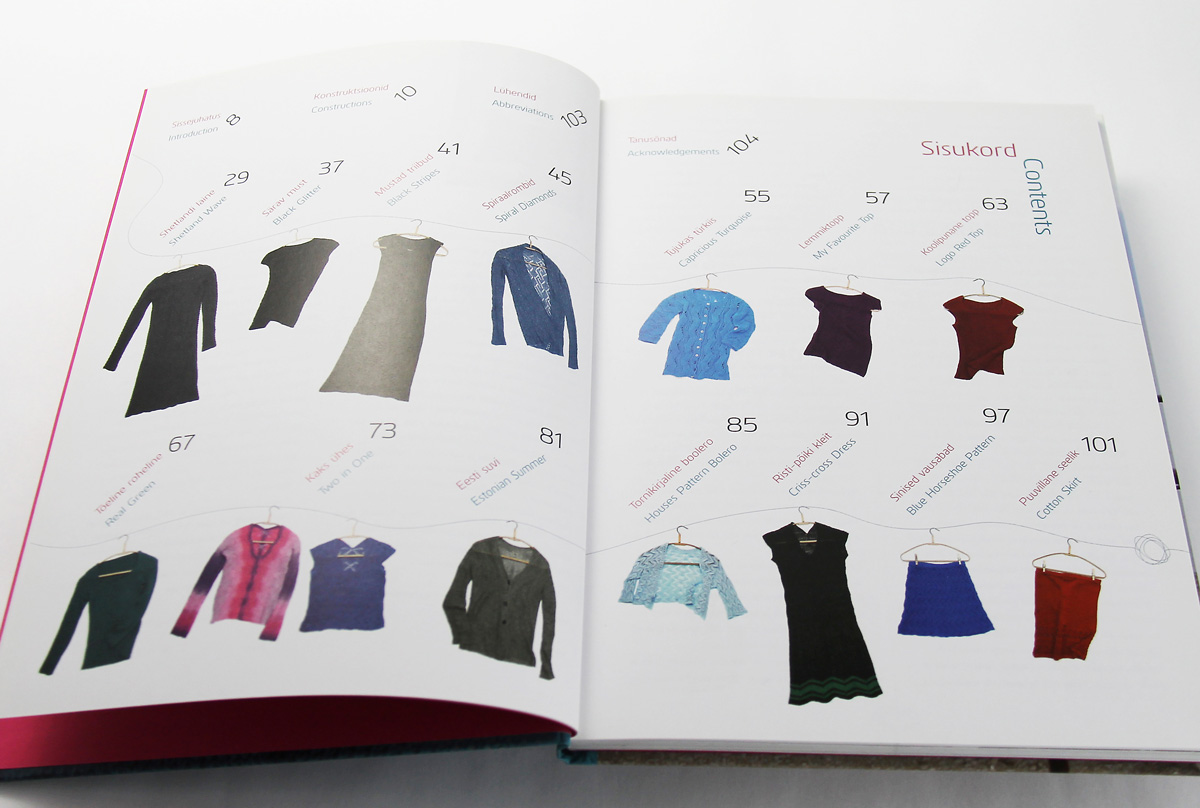 Sissejuhatus
Introduction
8
Konstruktsioonid
Constructions
10
Lühendid
Abbreviations
103
Shetlandi laine
Shetland Wave
29
Sarav must
Black Glitter
37
Mustad triibud
Black Stripes
41
Spiraalrombid
Spiral Diamonds
45
Tõeline roheline
Real Green
67
Kaks ühes
Two in One
73
Eesti suvi
Estonian Summer
81
Tänusõnad
Acknowledgements
104
Sisukord
Contents
Tujukas türkiis
Capricious Turquoise
55
Lemmiktopp
My Favourite Top
57
Koolipunane topp
Logo Red Top
63
Tornikirjaline boolero
Houses Pattern Bolero
85
Risti-põiki kleit
Criss-cross Dress
91
Sinised vausabad
Blue Horseshoe Pattern
97
Puuvillane seelik
Cotton Skirt
101